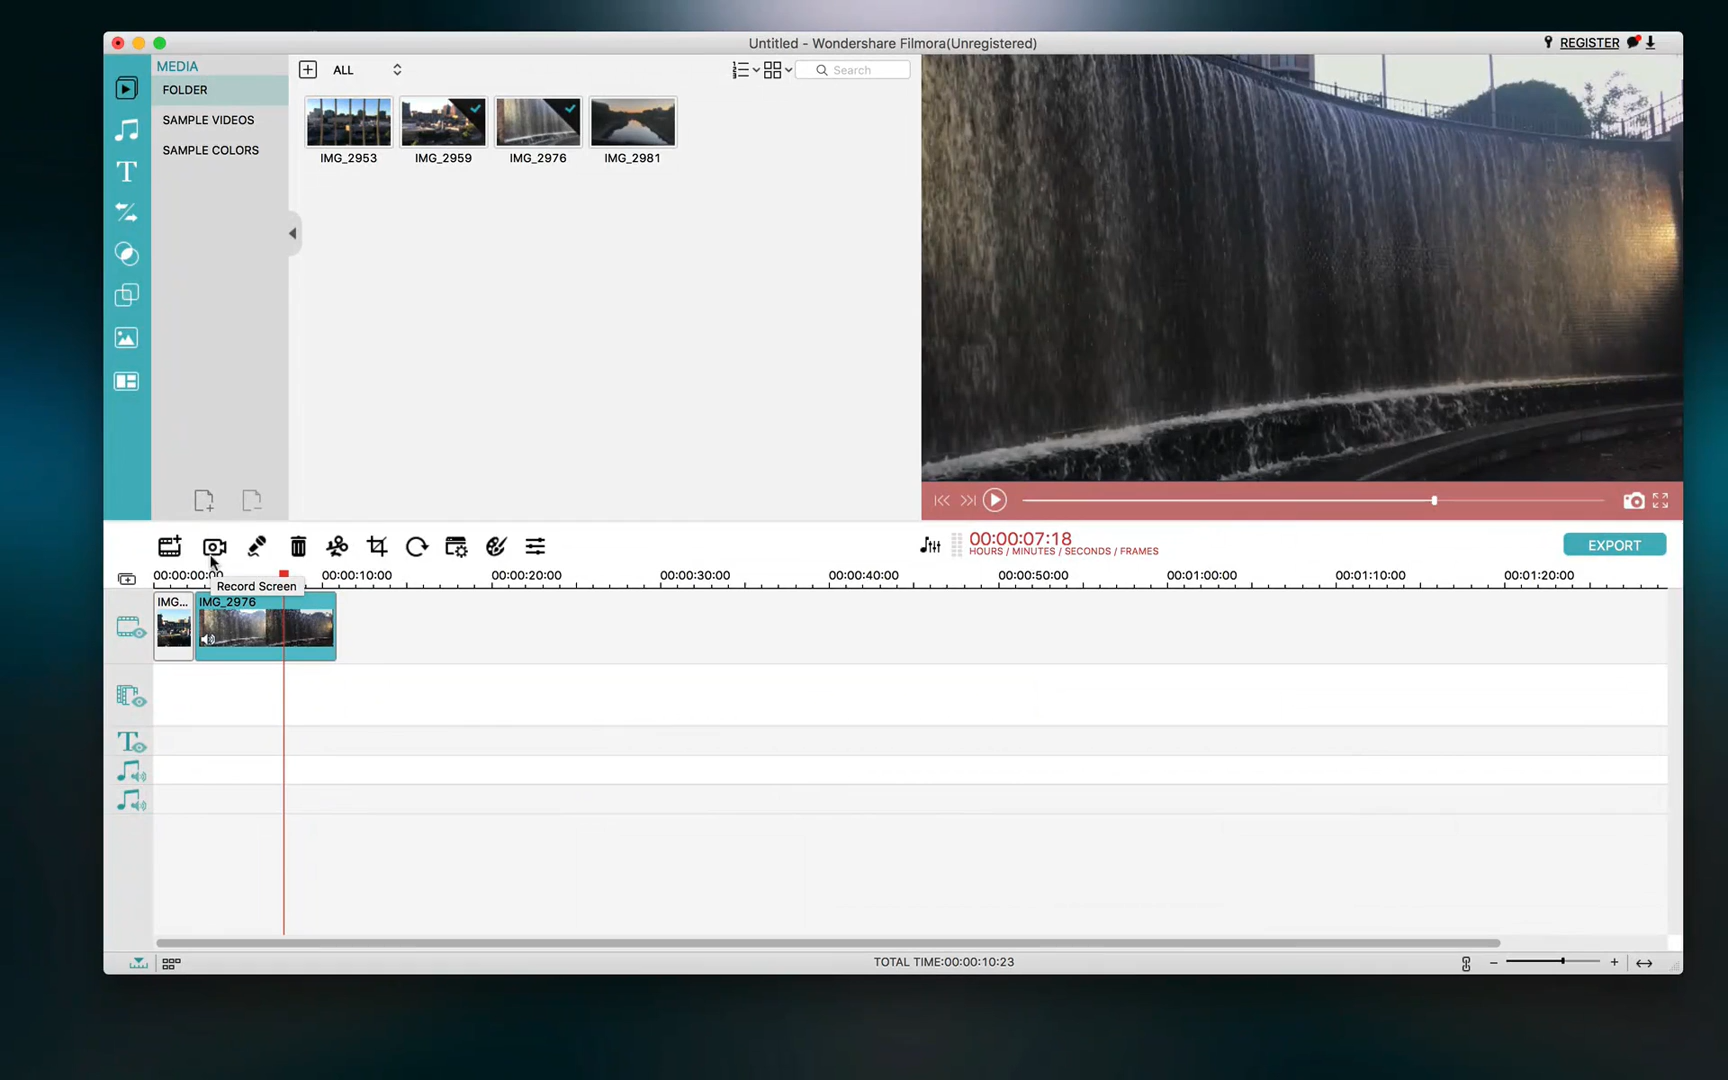 Untitled - Wondershare Filmora(Unregistered)
REGISTER
MEDIA
FOLDER
SAMPLE VIDEOS
SAMPLE COLORS
ALL
Search
IMG_2953
IMG_2959
IMG_2976
IMG_2981
00:00:07:18
HOURS / MINUTES / SECONDS / FRAMES
EXPORT
00:00:00:00
00:00:10:00
00:00:20:00
00:00:30:00
00:00:40:00
00:00:50:00
00:01:00:00
00:01:10:00
00:01:20:00
Record Screen
IMG...
IMG_2976
TOTAL TIME:00:00:10:23